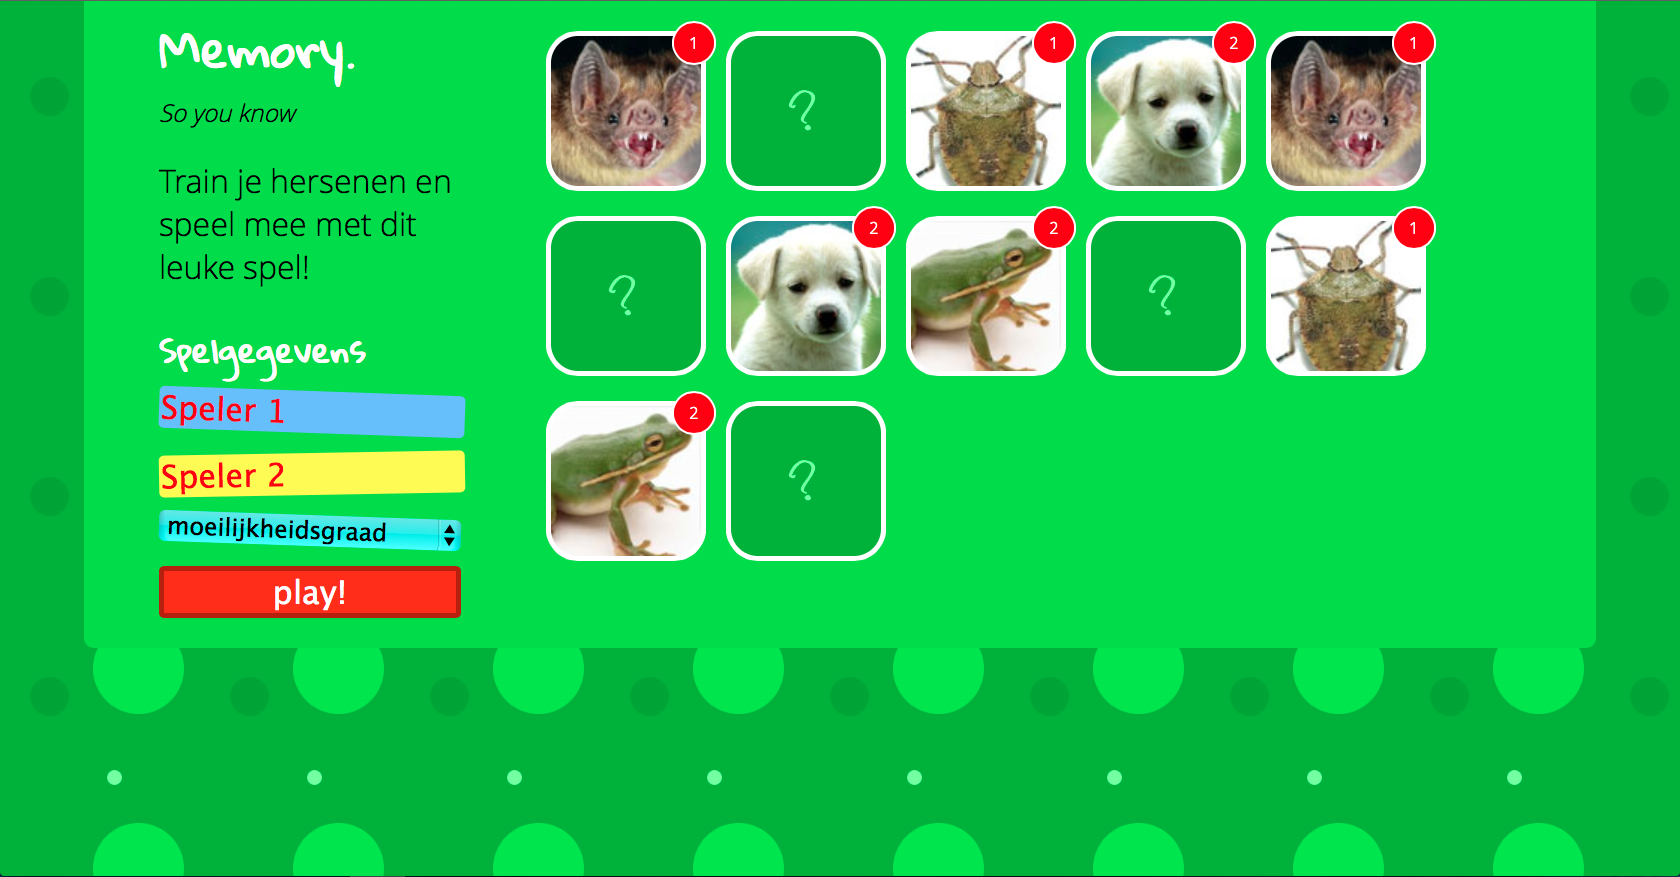 Memory.
So you know
Train je hersenen en
speel mee met dit
leuke spel!
Spelgegevens
Speler 1
Speler 2
moeilijkheidsgraad
play!
1
?
1
2
1
?
2
2
?
1
2
?